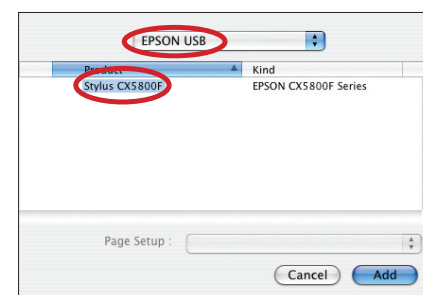 EPSON USB
Product Kind
Stylus CX5800F EPSON CX5800F Series
Page Setup :
Cancel Add